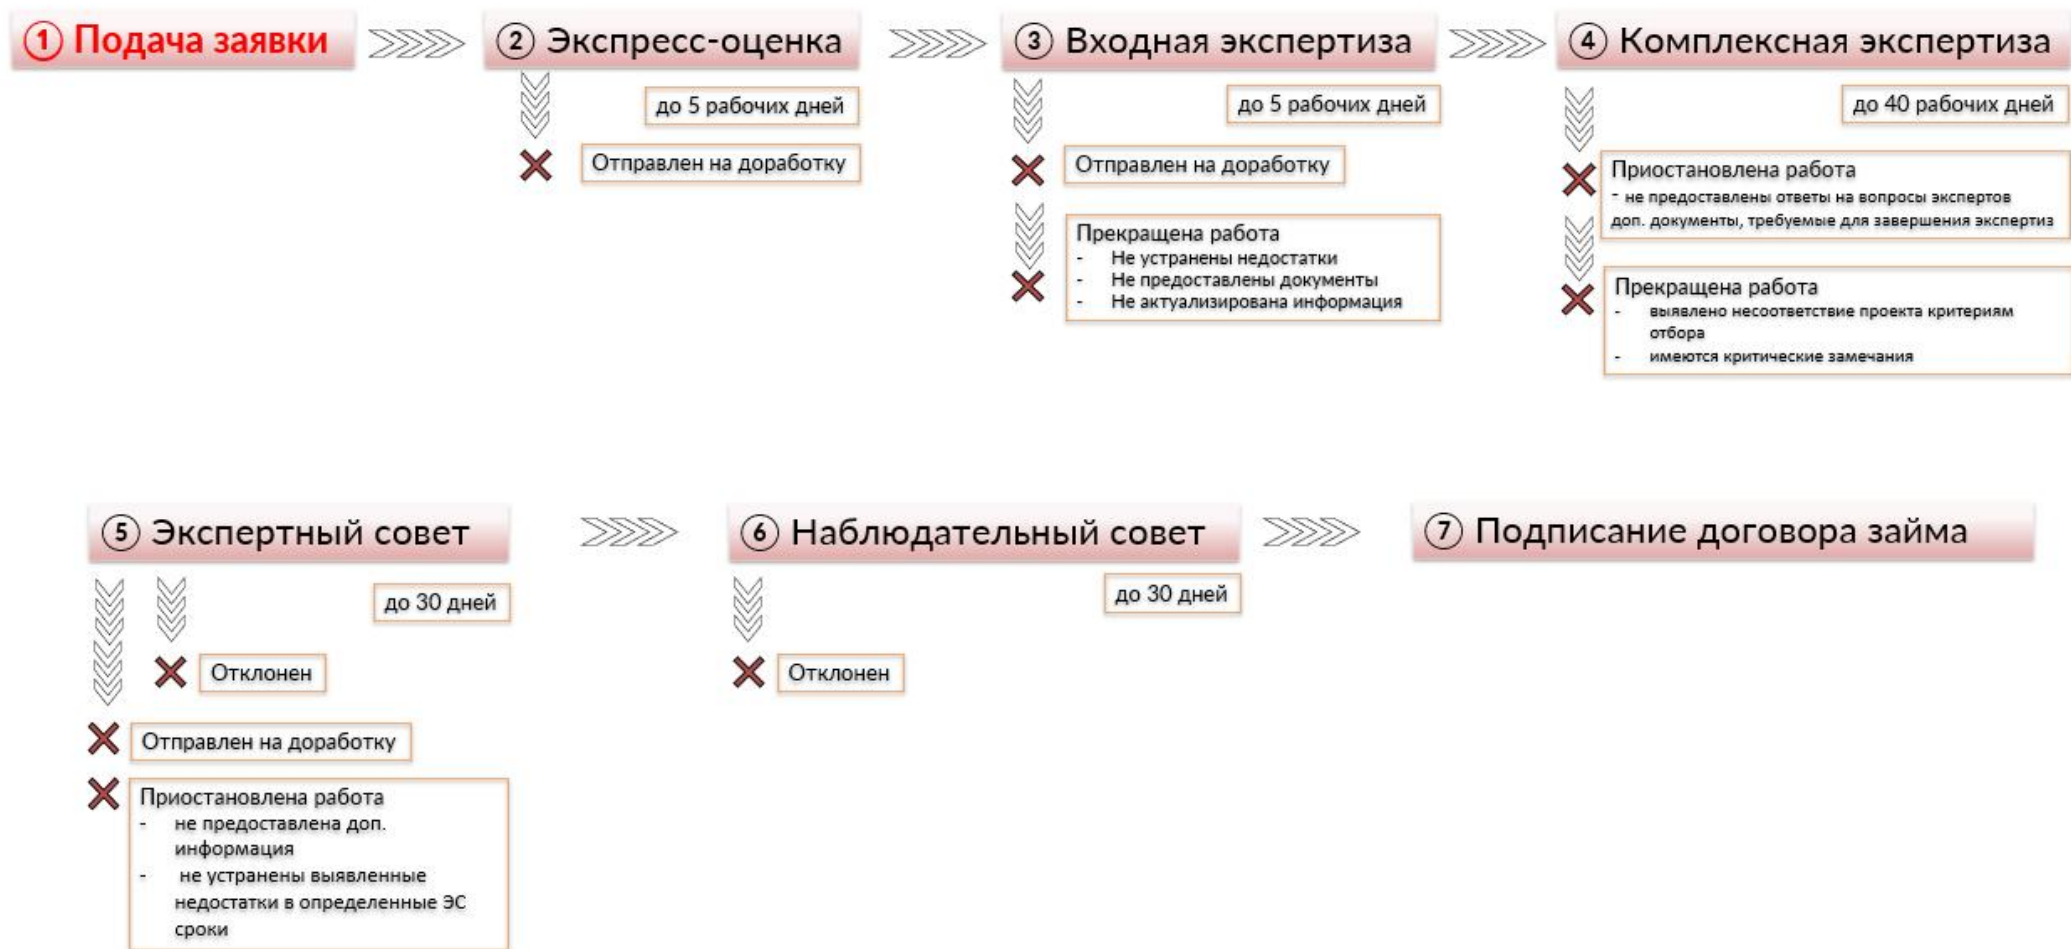 ① Подача заявки
② Экспресс-оценка
до 5 рабочих дней
Отправлен на доработку
③ Входная экспертиза
до 5 рабочих дней
Отправлен на доработку
Прекращена работа
- Не устранены недостатки
- Не предоставлены документы
- Не актуализирована информация
④ Комплексная экспертиза
до 40 рабочих дней
Приостановлена работа
- не предоставлены ответы на вопросы экспертов
доп. документы, требуемые для завершения экспертиз
Прекращена работа
- выявлено несоответствие проекта критериям
отбора
- имеются критические замечания
⑤ Экспертный совет
до 30 дней
Отклонен
Отправлен на доработку
Приостановлена работа
- не предоставлена доп.
информация
- не устранены выявленные
недостатки в определенные ЭС
сроки
⑥ Наблюдательный совет
до 30 дней
Отклонен
⑦ Подписание договора займа